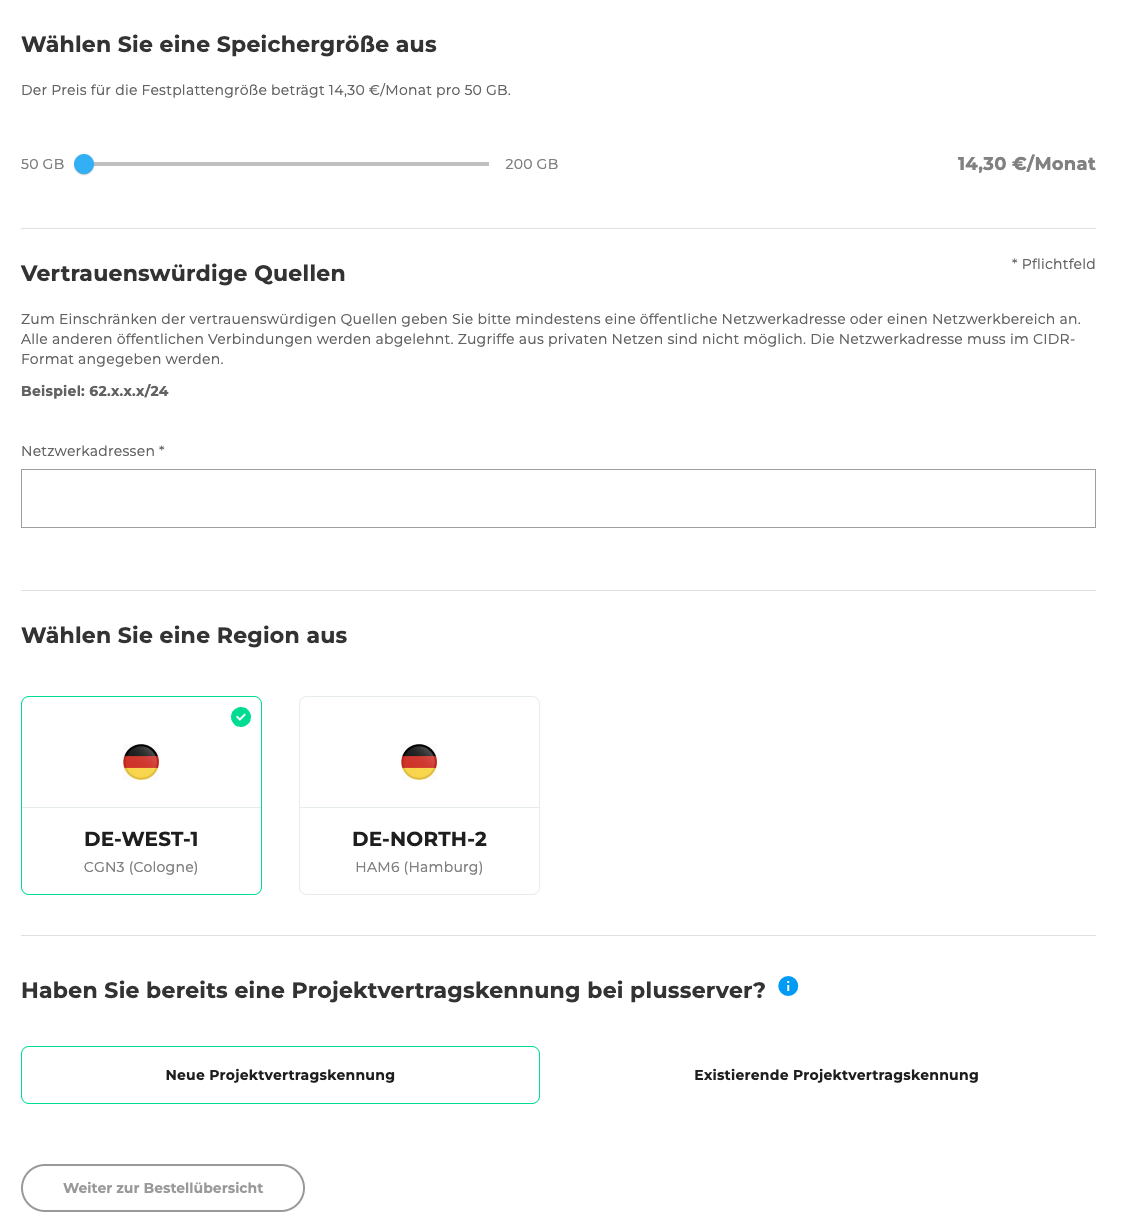 Wählen Sie eine Speichergröße aus
Der Preis für die Festplattengröße beträgt 14,30 €/Monat pro 50 GB.
50 GB 200 GB 14,30 €/Monat
Vertrauenswürdige Quellen
* Pflichtfeld
Zum Einschränken der vertrauenswürdigen Quellen geben Sie bitte mindestens eine öffentliche Netzwerkadresse oder einen Netzwerkbereich an.
Alle anderen öffentlichen Verbindungen werden abgelehnt. Zugriffe aus privaten Netzen sind nicht möglich. Die Netzwerkadresse muss im CIDR-
Format angegeben werden.
Beispiel: 62.x.x.x/24
Netzwerkadressen *
Wählen Sie eine Region aus
DE-WEST-1
CGN3 (Cologne)
DE-NORTH-2
HAM6 (Hamburg)
Haben Sie bereits eine Projektvertragskennung bei plusserver? i
Neue Projektvertragskennung
Existierende Projektvertragskennung
Weiter zur Bestellübersicht